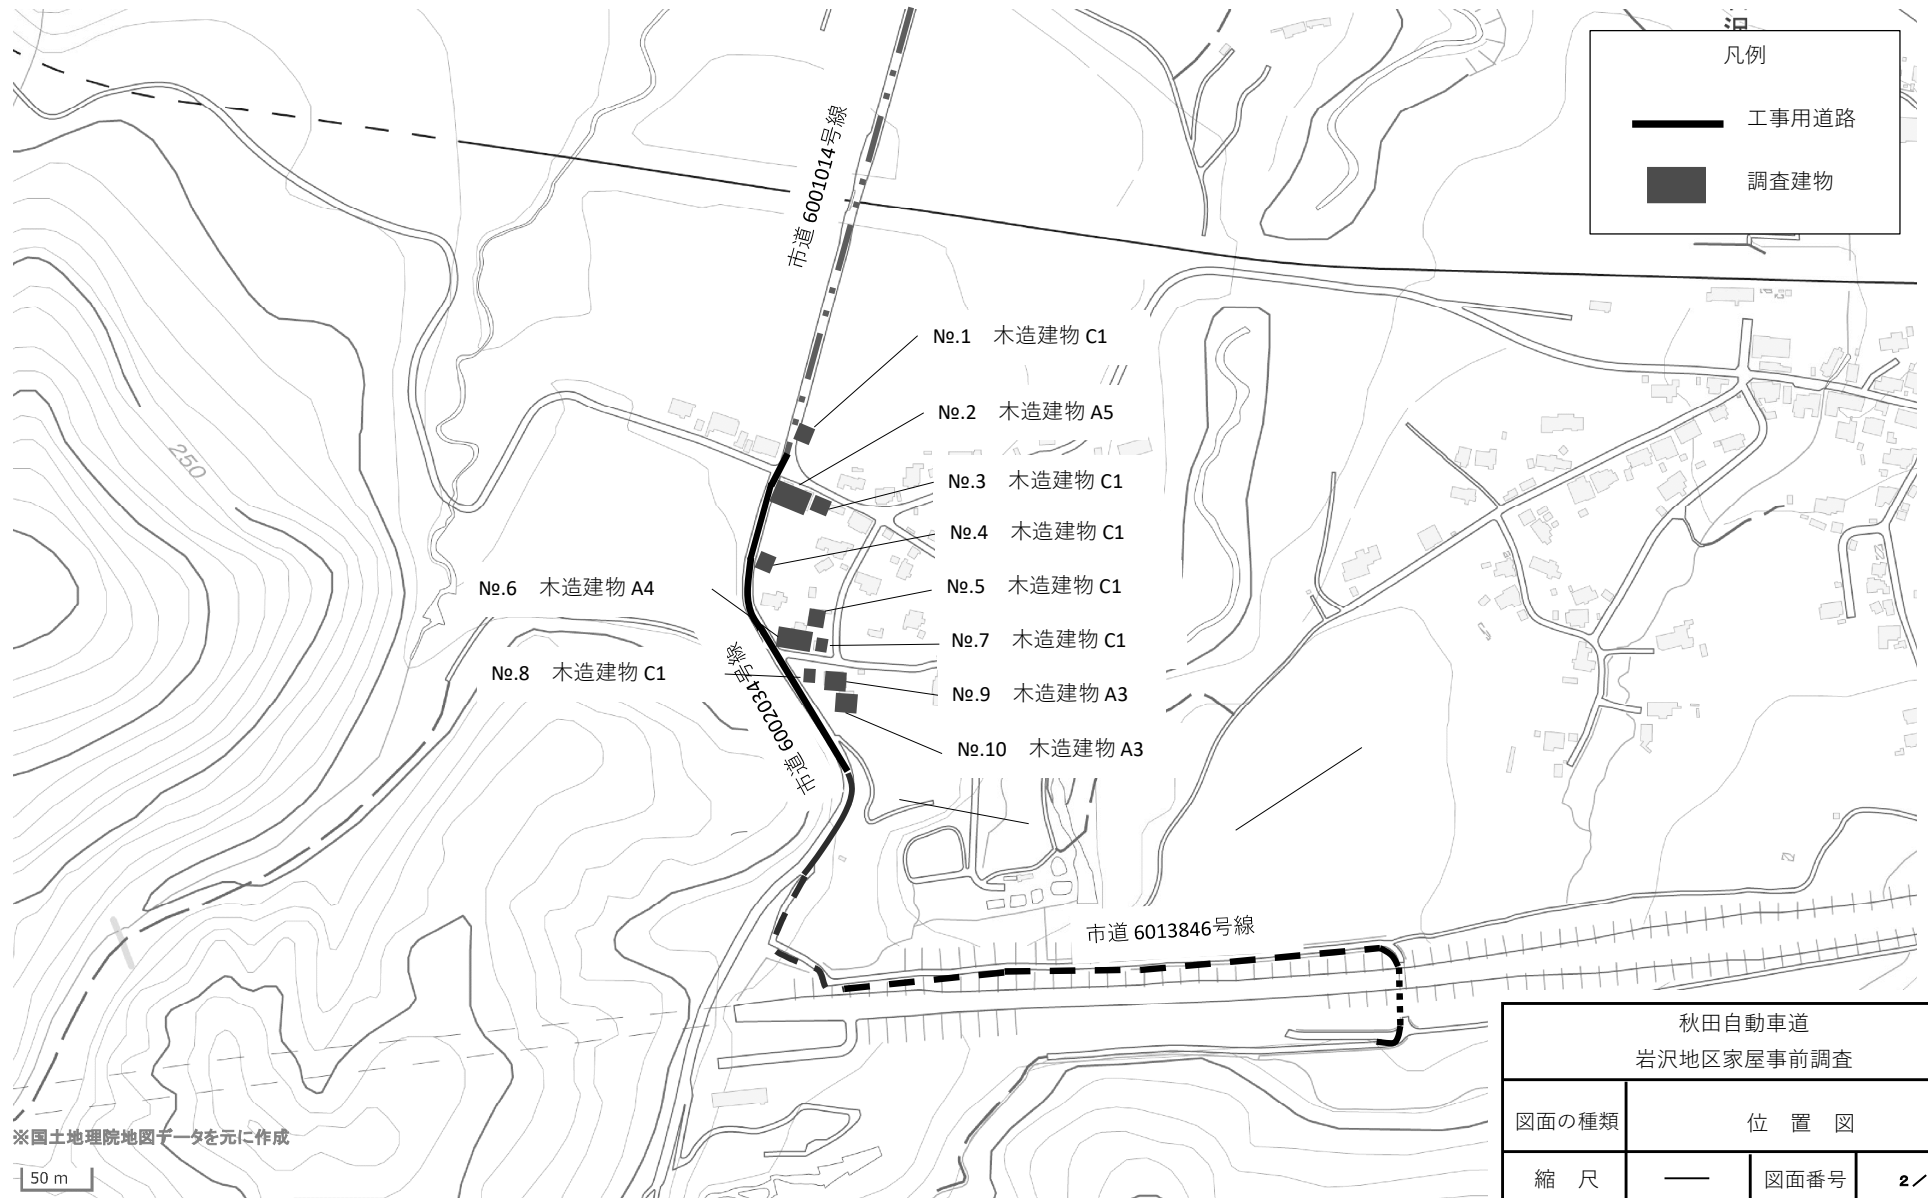 凡例
工事用道路
調査建物
市道 6001014号線
№.1 木造建物 C1
№.2 木造建物 A5
№.3 木造建物 C1
№.4 木造建物 C1
№.5 木造建物 C1
№.6 木造建物 A4
№.7 木造建物 C1
№.8 木造建物 C1
№.9 木造建物 A3
№.10 木造建物 A3
市道 6002034号線
市道 6013846号線
250
※国土地理院地図データを元に作成
50 m
秋田自動車道
岩沢地区家屋事前調査
図面の種類 位 置 図
縮 尺 ── 図面番号 2/